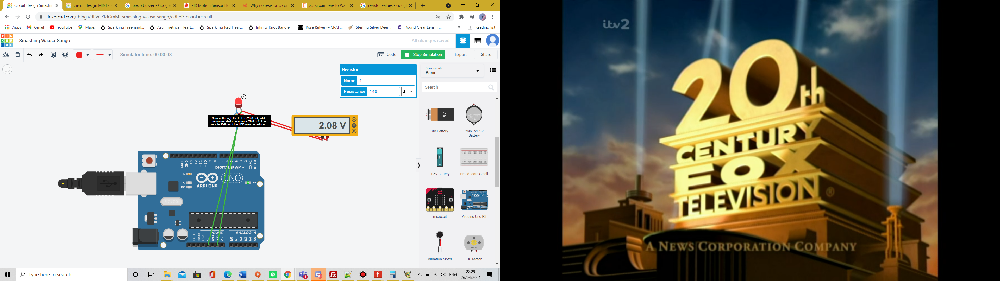 Circuit design Smashin
Circuit design MINI -
piezo buzzer - Google
PIR Motion Sensor Ho
Why no resistor is con
25 Kiloampere to Wat
resistor values - Goog
tinkercad.com/things/dFVGKtdGmMI-smashing-waasa-sango/editel?tenant=circuits
Apps
Gmail
YouTube
Maps
Sparkling Freehand...
Asymmetrical Heart...
Sparkling Red Hear...
Infinity Knot Bangle...
Rose (Silver) – CRAF...
Sterling Silver Deer...
Round Clear Lens Fr...
»
Reading list
TIN
KER
CAD
Smashing Waasa-Sango
All changes saved
Simulator time: 00:00:08
Code
Stop Simulation
Export
Share
Resistor
Name 1
Resistance 140 Ω
Components
Basic
Search
Current through the LED is 20.8 mA, while
recommended maximum is 20.0 mA. The
usable lifetime of the LED may be reduced.
2.08 V
A
V
R
9V
9V Battery
Coin Cell 3V
Battery
1.5V Battery
Breadboard Small
micro:bit
Arduino Uno R3
Vibration Motor
DC Motor
AREF
GND
13
12
~11
~10
~9
8
7
~6
5
4
~3
2
TX→1
RX←0
DIGITAL (PWM~)
L
TX
RX
UNO
ARDUINO
ON
POWER
ANALOG IN
IOREF
RESET
3.3V
5V
GND
GND
Vin
A0
A1
A2
A3
A4
A5
Type here to search
1
9+
ENG
22:29
26/04/2021
itv2
20th
CENTURY
FOX
TELEVISION ®
A NEWS CORPORATION COMPANY